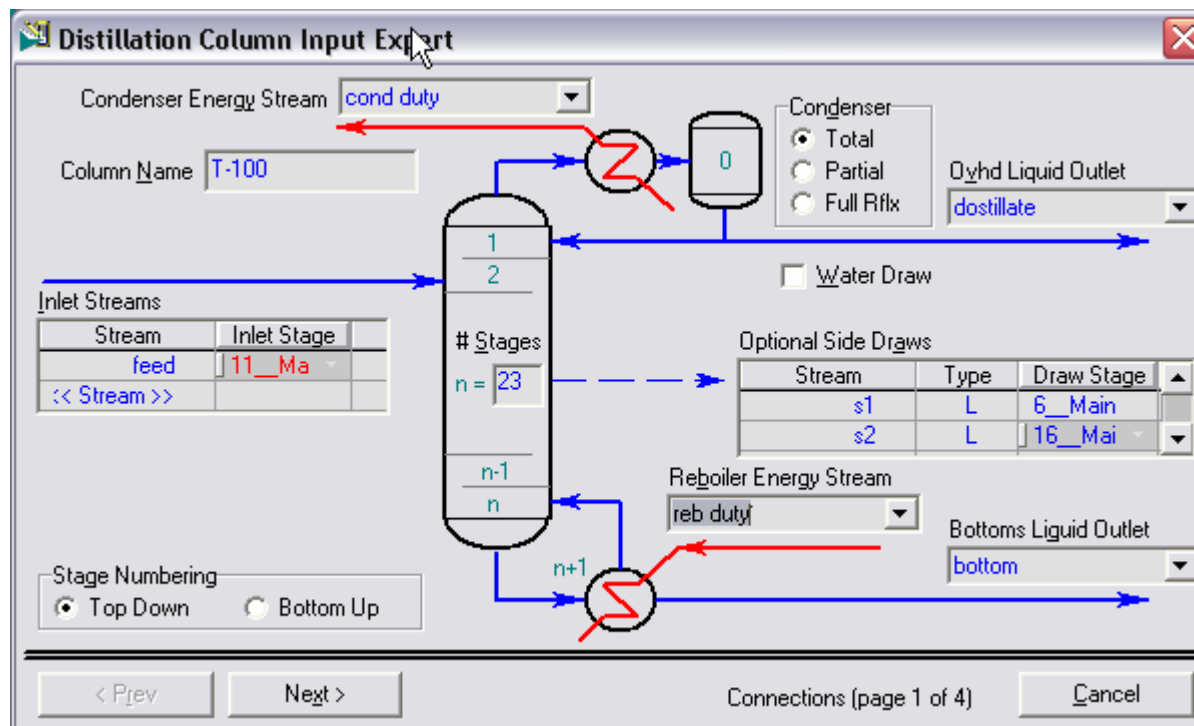 Distillation Column Input Expert
Condenser Energy Stream cond duty
Column Name T-100
0
Condenser
Total
Partial
Full Rflx
Ovhd Liquid Outlet
dostillate
1
2
Water Draw
Inlet Streams
Stream Inlet Stage
feed 11__Ma
<< Stream >>
# Stages
n = 23
Optional Side Draws
Stream Type Draw Stage
s1 L 6__Main
s2 L 16__Mai
n-1
n
Reboiler Energy Stream
reb duty
Bottoms Liquid Outlet
bottom
n+1
Stage Numbering
Top Down Bottom Up
< Prev Next > Connections (page 1 of 4) Cancel